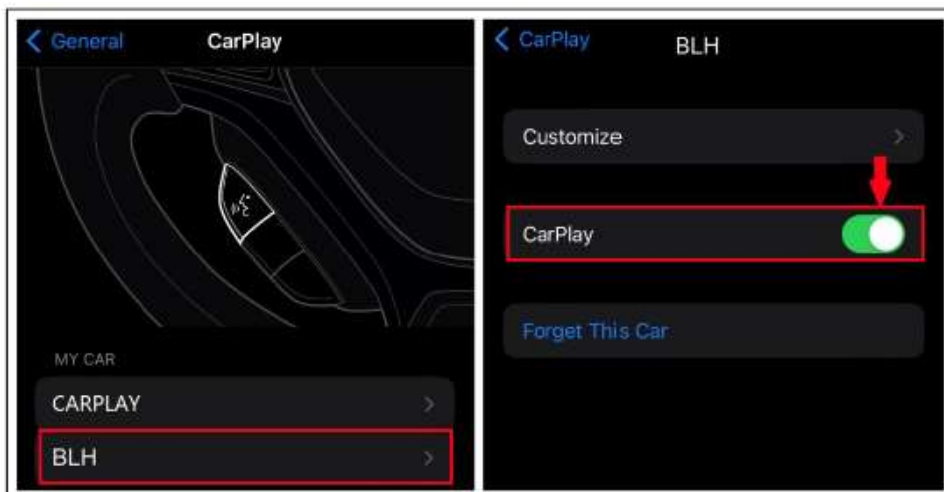 General
CarPlay
MY CAR
CARPLAY
BLH
CarPlay
BLH
Customize
CarPlay
Forget This Car